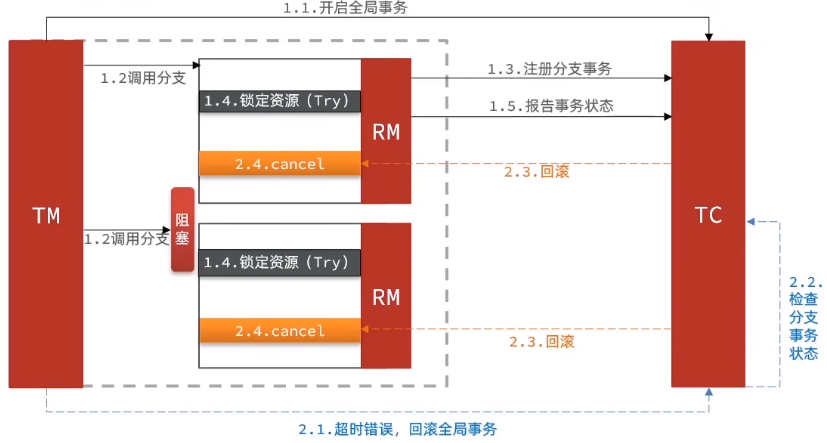 1.1.开启全局事务
TM
1.2调用分支
1.4.锁定资源（Try）
RM
2.4.cancel
1.3.注册分支事务
1.5.报告事务状态
2.3.回滚
TC
阻
塞
1.2调用分支
1.4.锁定资源（Try）
RM
2.4.cancel
2.3.回滚
2.2.
检查
分支
事务
状态
2.1.超时错误，回滚全局事务